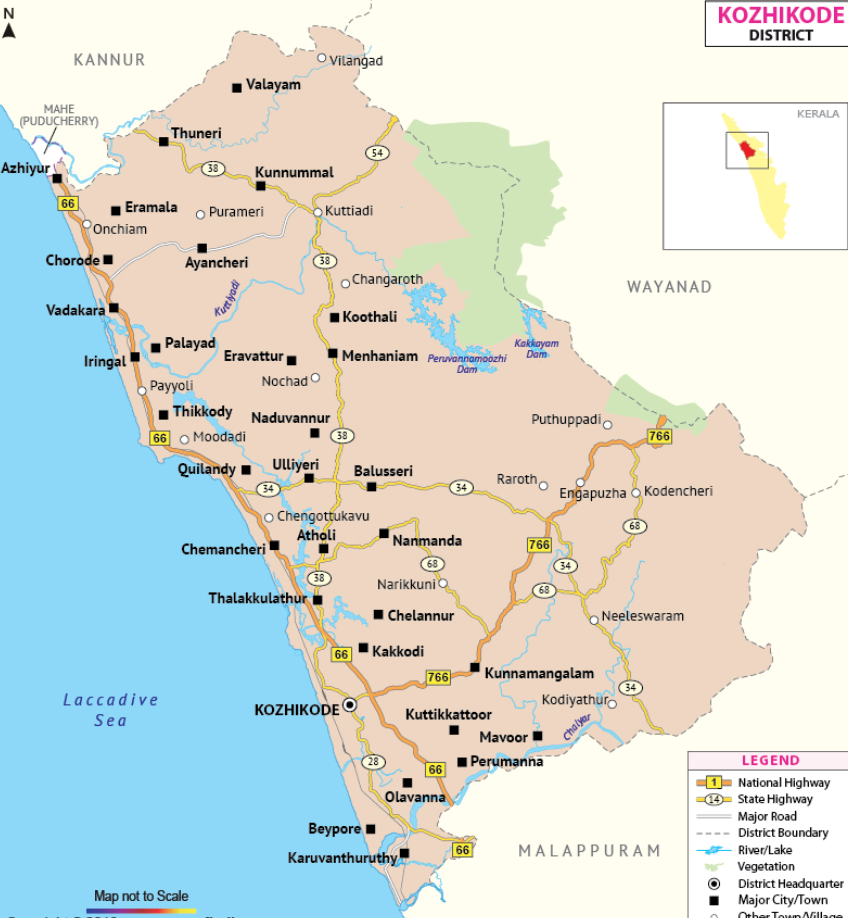 N
KOZHIKODE
DISTRICT
KANNUR
Vilangad
Valayam
MAHE
(PUDUCHERRY)
KERALA
Thuneri
54
38
Azhiyur
Kunnummal
66
Eramala
Purameri
Kuttiadi
Onchiam
Ayancheri
Chorode
38
Changaroth
WAYANAD
Kuttiyadi
Vadakara
Koothali
Palayad
Iringal
Eravattur
Menhaniam
Peruvannamoozhi
Dam
Kakkayam
Dam
Nochad
Payyoli
Thikkody
Naduvannur
Puthuppadi
66
Moodadi
38
766
Quilandy
Ulliyeri
Balusseri
34
34
Raroth
Engapuzha
Kodencheri
Chengottukavu
68
Chemancheri
Atholi
Nanmanda
766
68
34
38
Narikkuni
68
Thalakkulathur
Chelannur
Neeleswaram
66
Kakkodi
766
Kunnamangalam
34
Laccadive
Sea
KOZHIKODE
Kuttikkattoor
Kodiyathur
Mavoor
Chaliyar
28
66
Perumanna
Olavanna
Beypore
66
MALAPPURAM
Karuvanthuruthy
Map not to Scale
LEGEND
1 National Highway
14 State Highway
Major Road
District Boundary
River/Lake
Vegetation
District Headquarter
Major City/Town
Other Town/Village